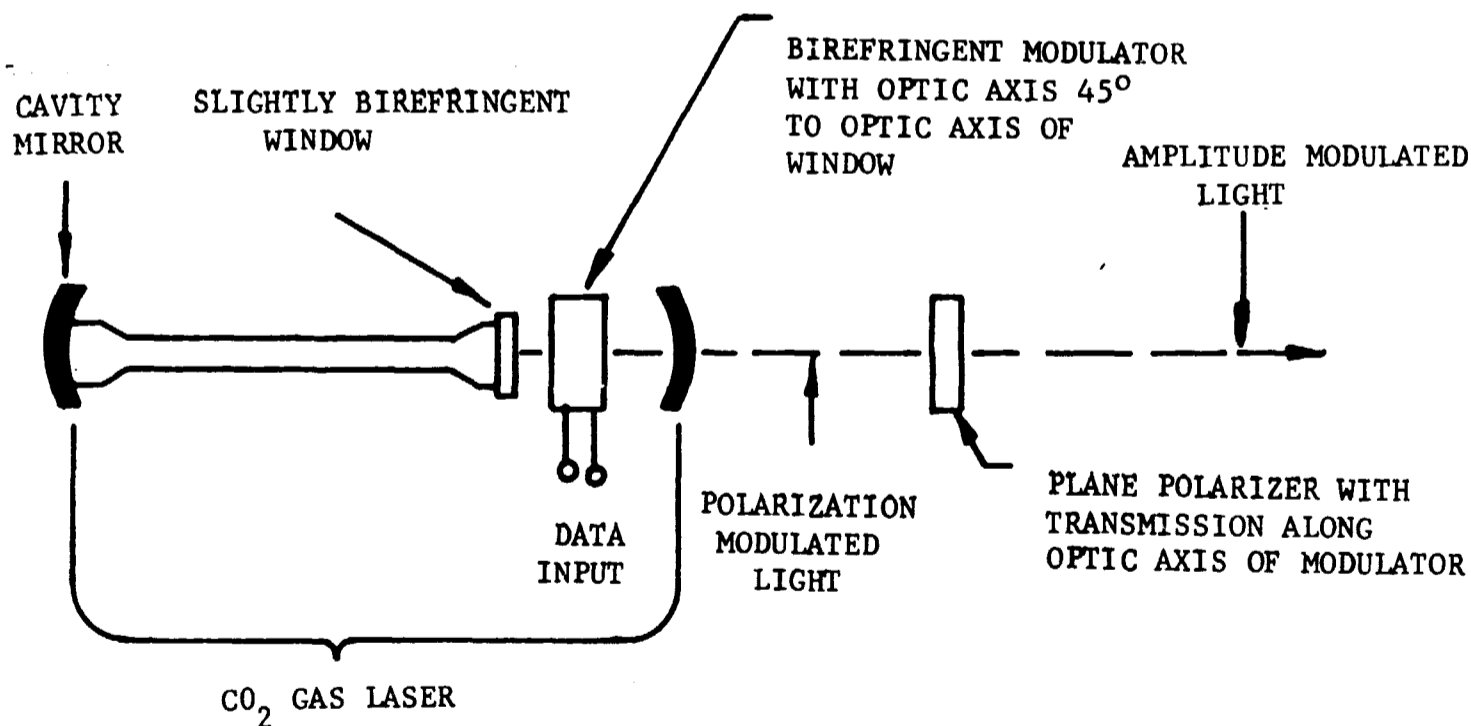 CAVITY
MIRROR
SLIGHTLY BIREFRINGENT
WINDOW
BIREFRINGENT MODULATOR
WITH OPTIC AXIS 45°
TO OPTIC AXIS OF
WINDOW
AMPLITUDE MODULATED
LIGHT
DATA
INPUT
POLARIZATION
MODULATED
LIGHT
PLANE POLARIZER WITH
TRANSMISSION ALONG
OPTIC AXIS OF MODULATOR
CO₂ GAS LASER